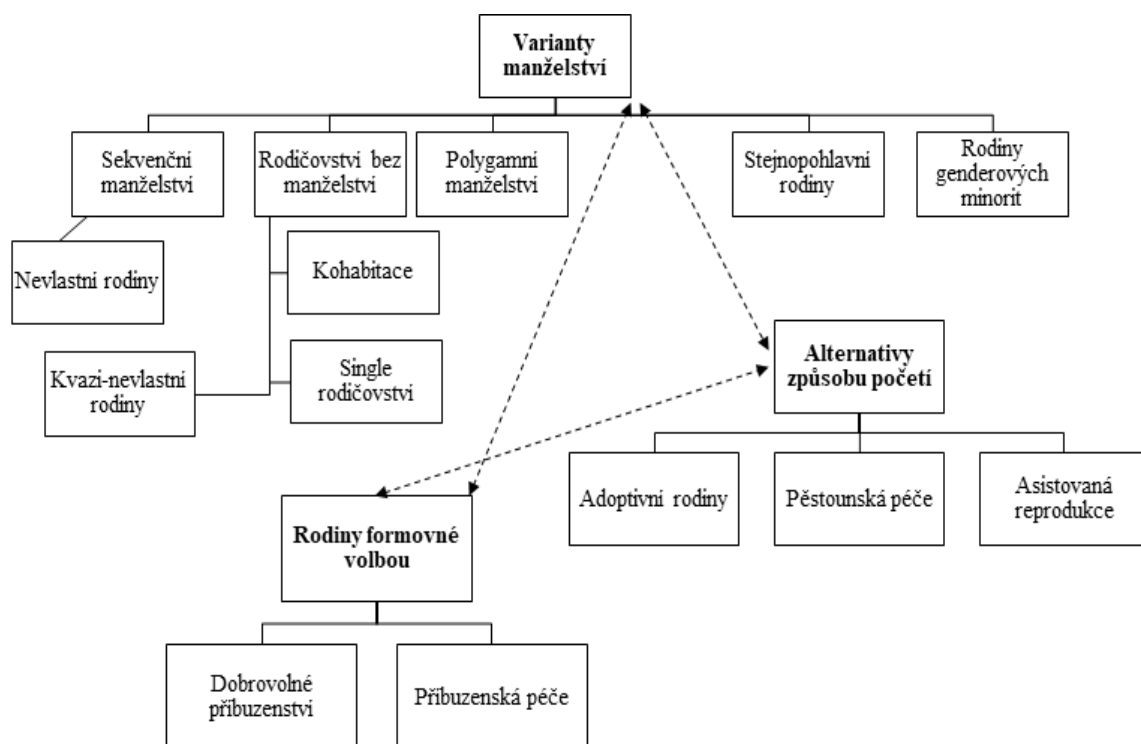 Varianty
manželství
Sekvenční
manželství
Rodičovství bez
manželství
Polygamní
manželství
Stejnopohlavní
rodiny
Rodiny
genderových
minorit
Nevlastní rodiny
Kohabitace
Kvazi-nevlastní
rodiny
Single
rodičovství
Alternativy
způsobu početí
Adoptivní rodiny
Pěstounská péče
Asistovaná
reprodukce
Rodiny formovné
volbou
Dobrovolné
příbuzenství
Příbuzenská péče